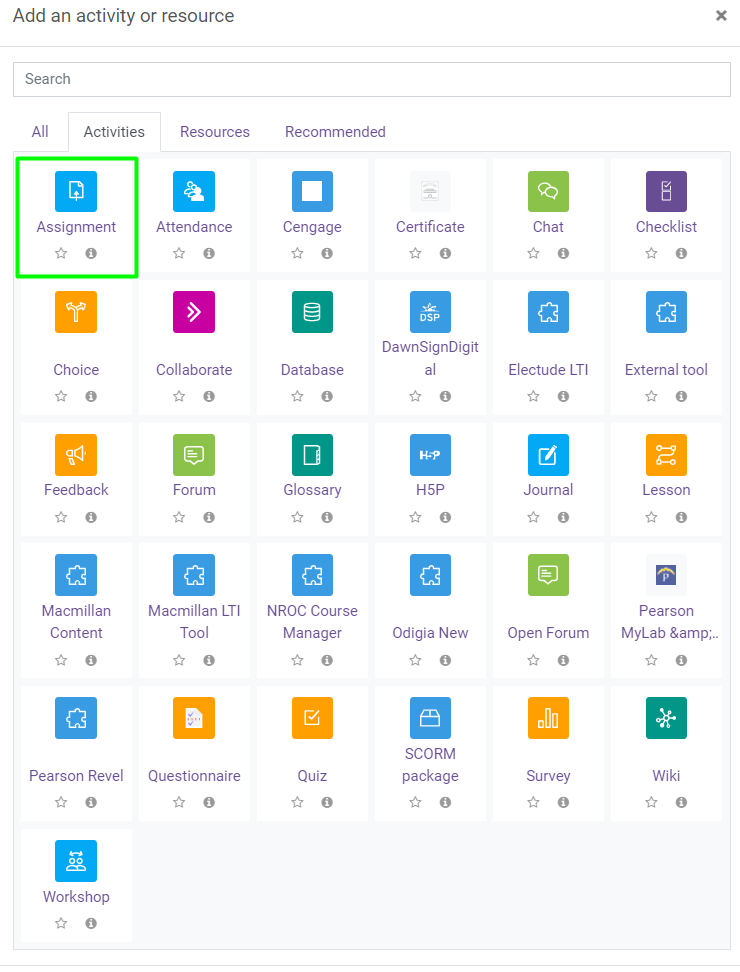 Add an activity or resource
Search
All Activities Resources Recommended
Assignment Attendance Cengage Certificate Chat Checklist
DSP
Choice Collaborate Database DawnSignDigit
al Electude LTI External tool
H-P
Feedback Forum Glossary H5P Journal Lesson
Macmillan
Content
Macmillan LTI
Tool
NROC Course
Manager
Odigia New
Open Forum
P
Pearson
MyLab &amp;..
Pearson Revel Questionnaire Quiz
SCORM
package
Survey Wiki
Workshop